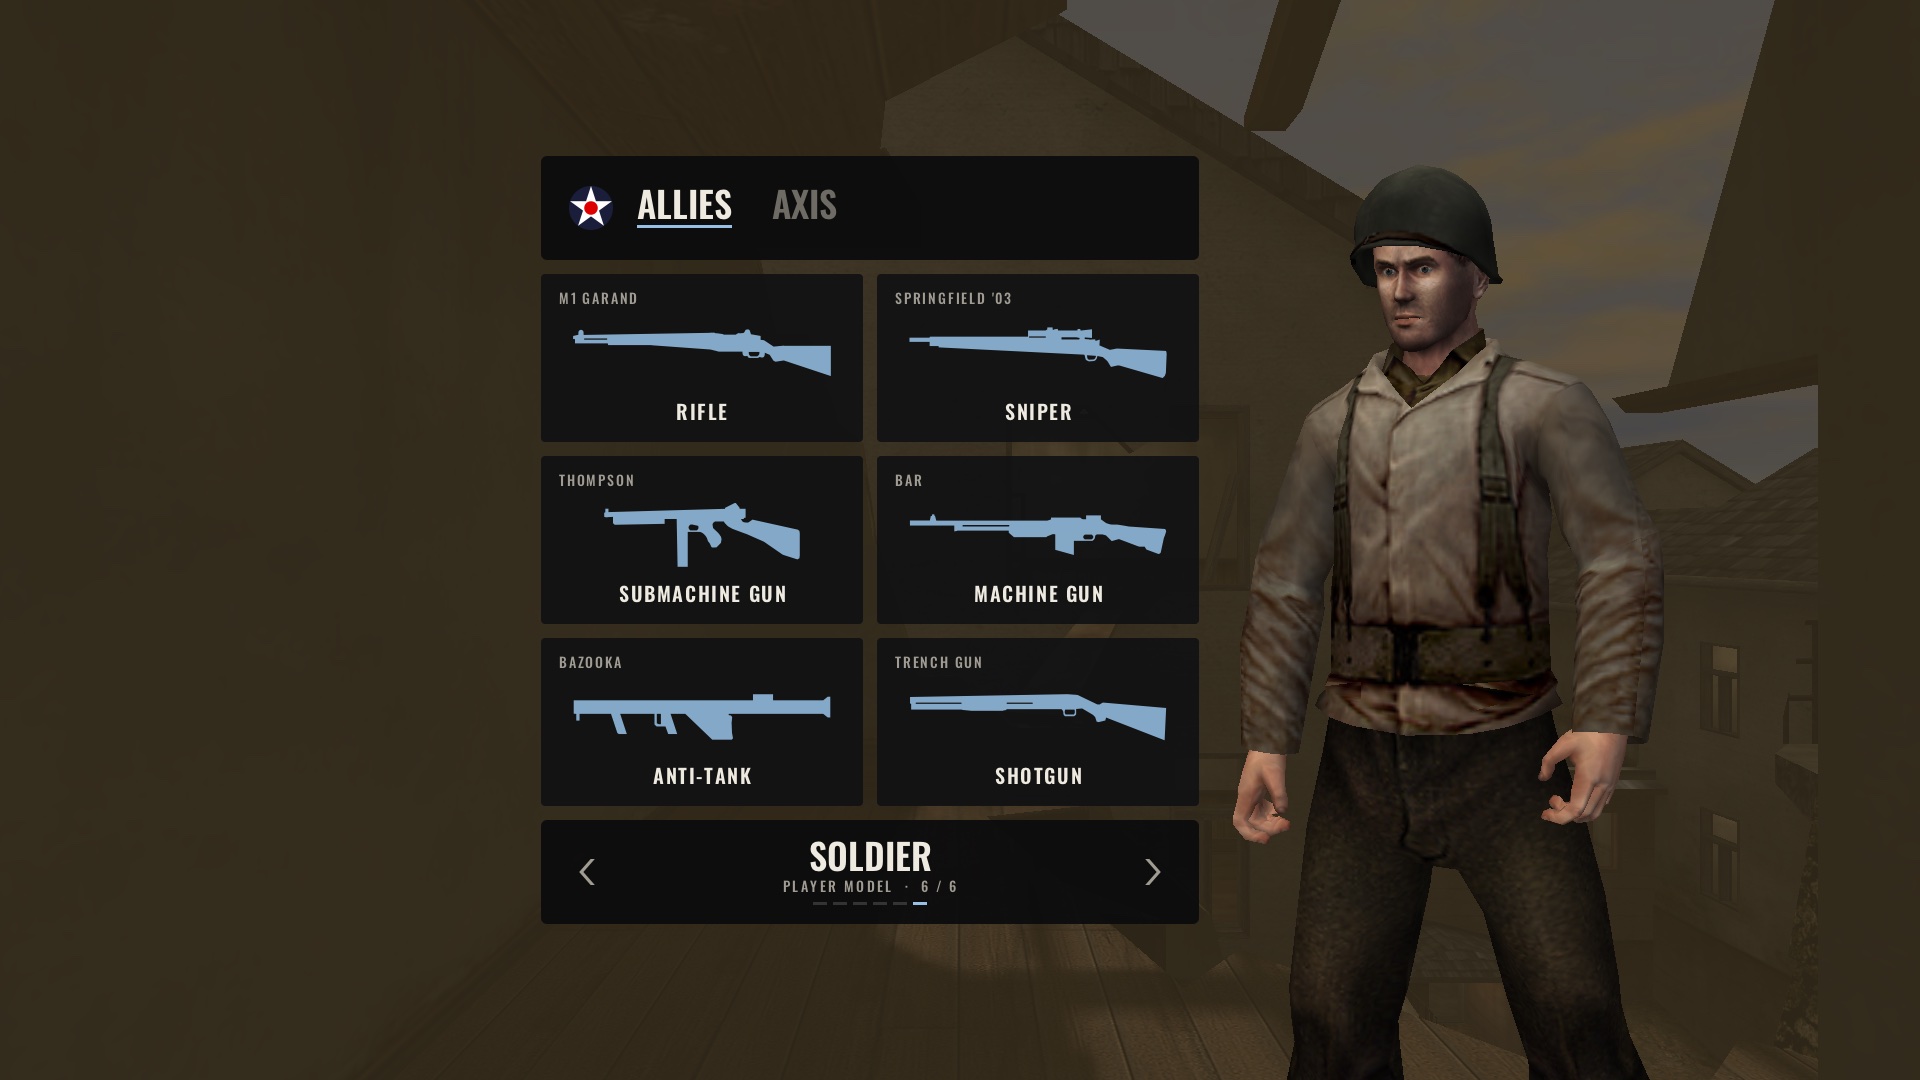 ALLIES AXIS
M1 GARAND
RIFLE
SPRINGFIELD '03
SNIPER
THOMPSON
SUBMACHINE GUN
BAR
MACHINE GUN
BAZOOKA
ANTI-TANK
TRENCH GUN
SHOTGUN
SOLDIER
PLAYER MODEL · 6 / 6